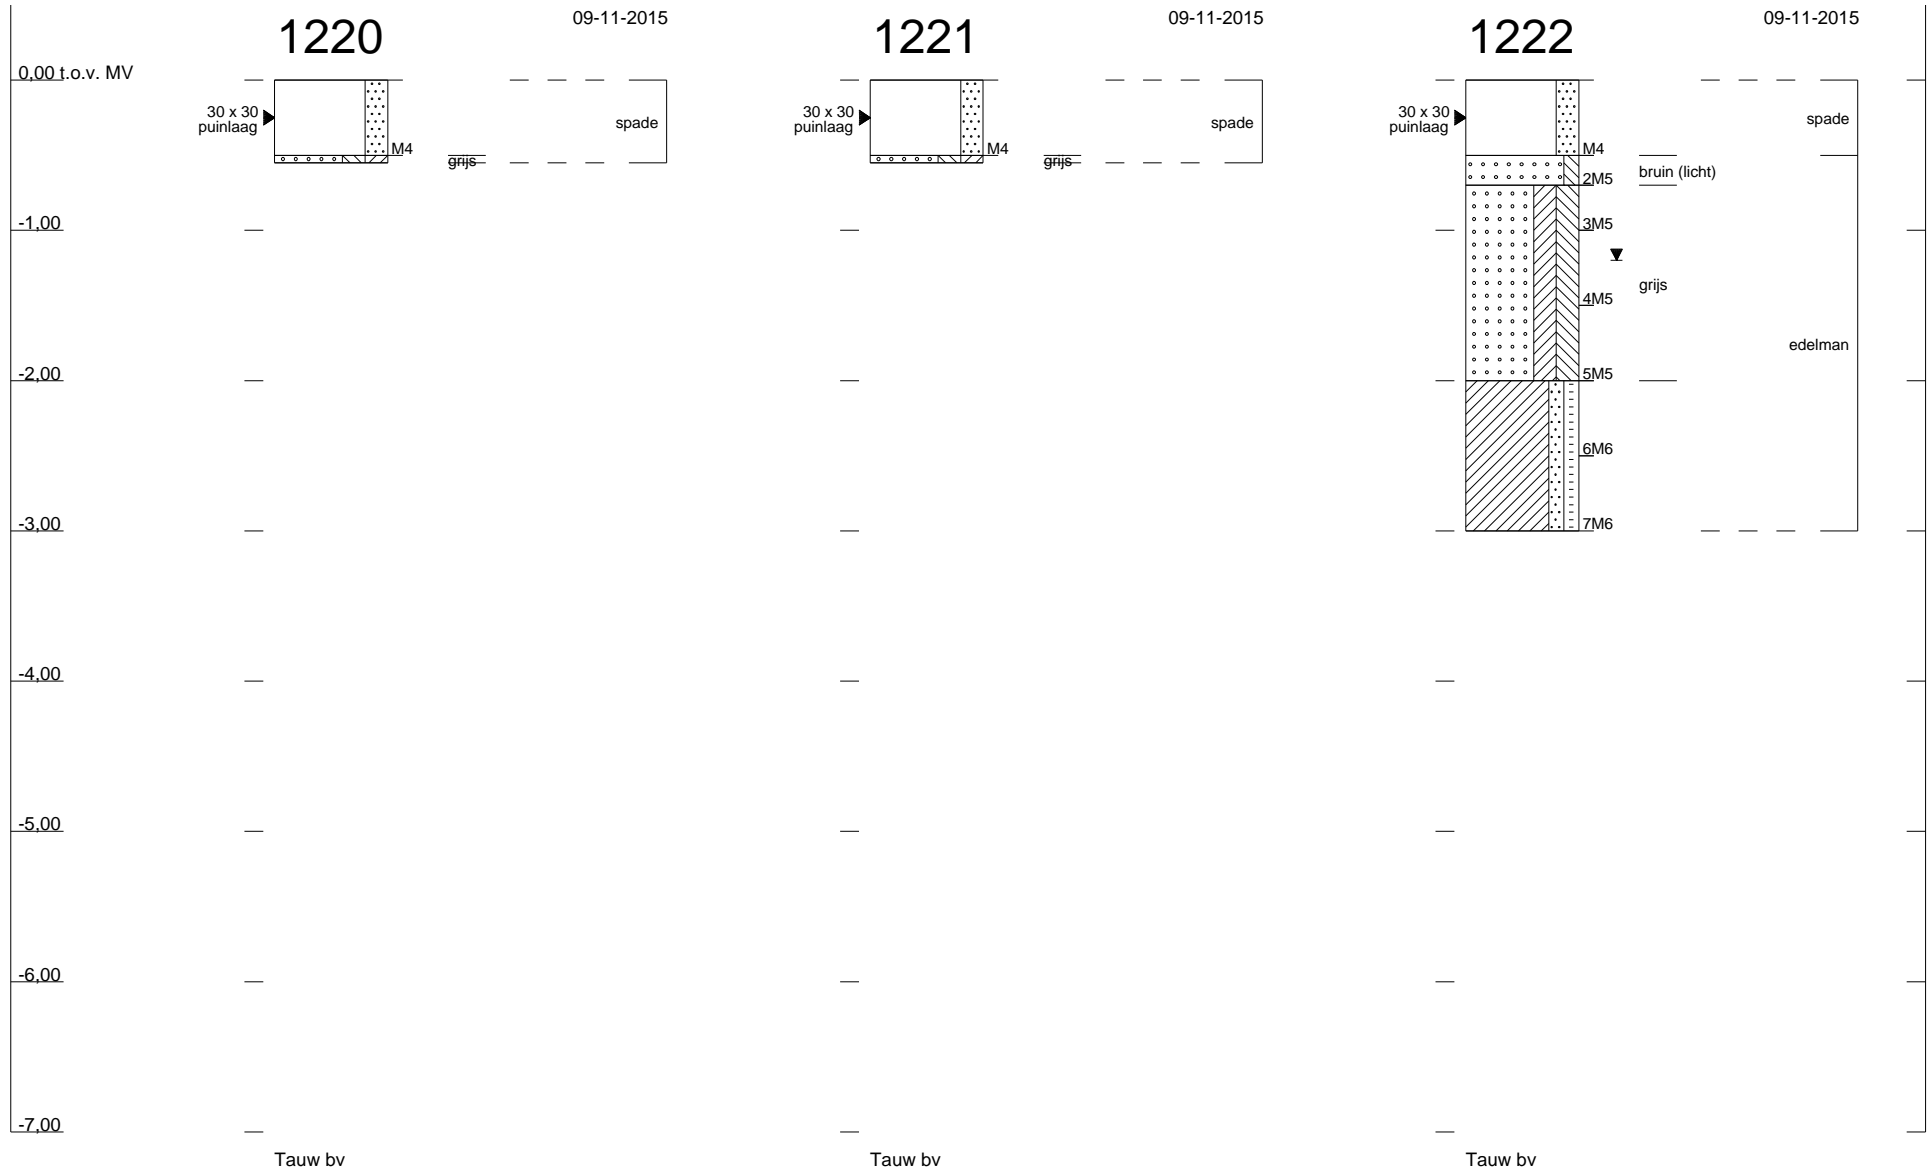 1220
09-11-2015
1221
09-11-2015
1222
09-11-2015
0,00 t.o.v. MV
-1,00
-2,00
-3,00
-4,00
-5,00
-6,00
-7,00
30 x 30
puinlaag
M4
grijs
spade
Tauw bv
30 x 30
puinlaag
M4
grijs
spade
Tauw bv
30 x 30
puinlaag
M4
2M5
3M5
4M5
5M5
6M6
7M6
bruin (licht)
grijs
spade
edelman
Tauw bv